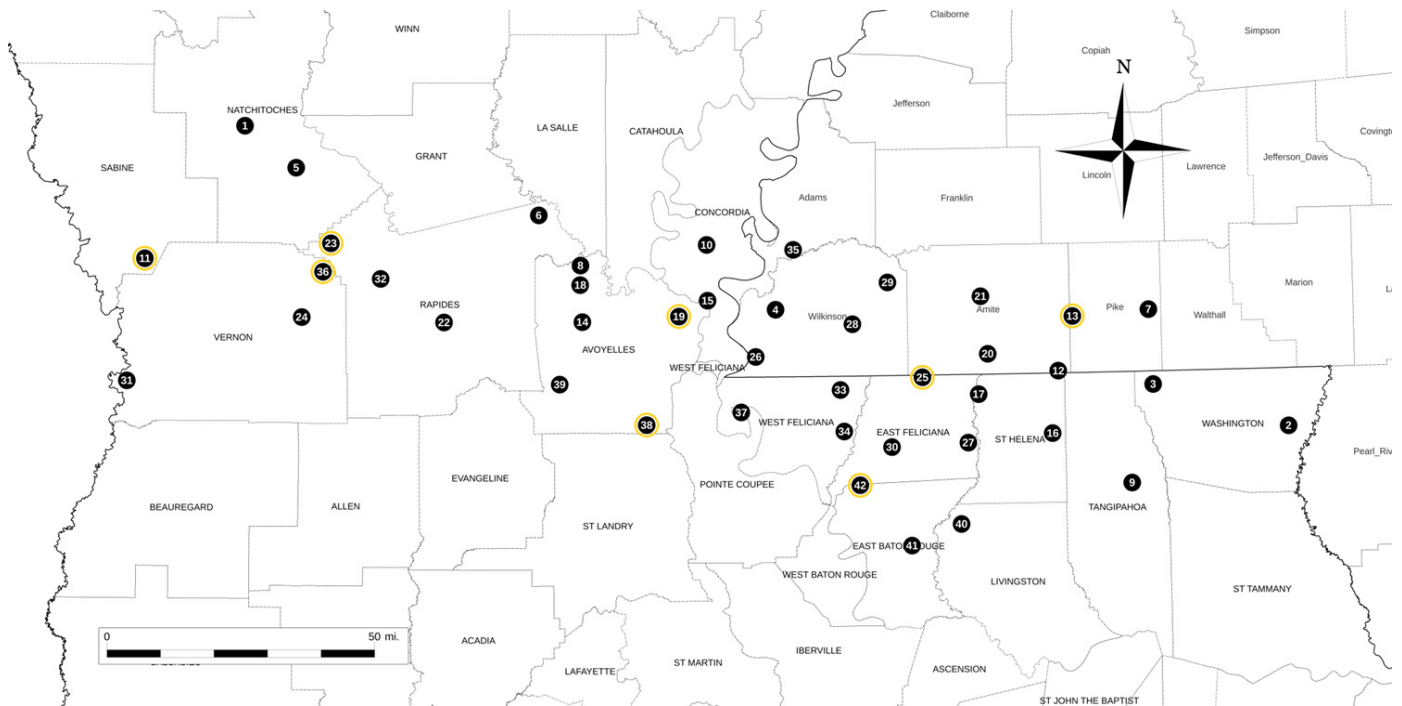 Claiborne
WINN
Simpson
Copiah
N
Jefferson
NATCHITOCHES
1
LA SALLE
CATAHOULA
Covingt
GRANT
Jefferson_Davis
5
SABINE
Lawrence
Lincoln
Adams
Franklin
6
CONCORDIA
23
10
35
11
8
36
32
18
29
Marion
21
RAPIDES
15
4
Amite
Pike
7
24
22
14
19
Wilkinson
28
13
Walthall
VERNON
AVOYELLES
26
20
WEST FELICIANA
12
31
39
25
3
33
17
37
38
WEST FELICIANA
34
EAST FELICIANA
27
ST HELENA
16
WASHINGTON
2
30
Pearl_Riv
EVANGELINE
POINTE COUPEE
42
9
BEAUREGARD
ALLEN
TANGIPAHOA
ST LANDRY
40
EAST BATON ROUGE
41
WEST BATON ROUGE
LIVINGSTON
ST TAMMANY
0
50 mi.
ACADIA
IBERVILLE
LAFAYETTE
ST MARTIN
ASCENSION
ST JOHN THE BAPTIST